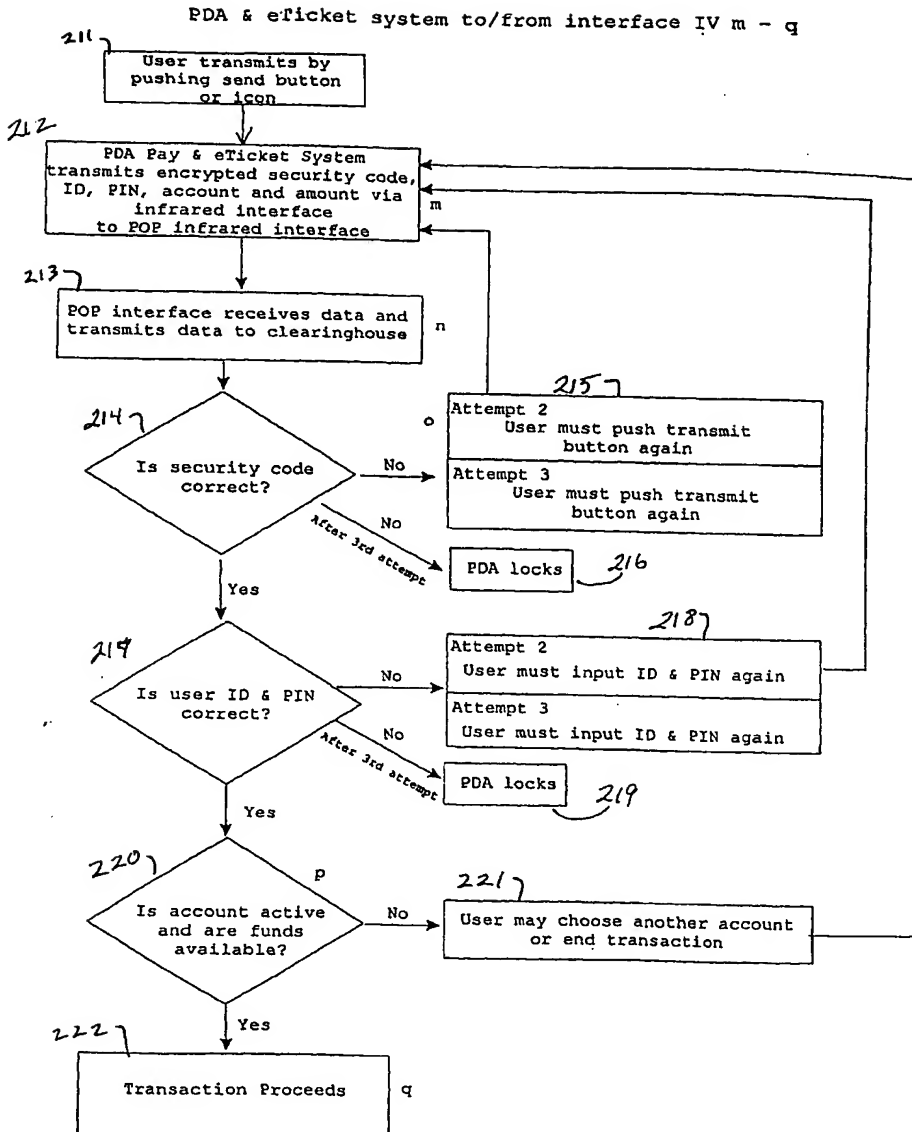 PDA & eTicket system to/from interface IV m - q
211
User transmits by
pushing send button
or icon
212
PDA Pay & eTicket System
transmits encrypted security code,
ID, PIN, account and amount via
infrared interface
to POP infrared interface
m
213
POP interface receives data and
transmits data to clearinghouse
n
214
Is security code
correct?
No
o
215
Attempt 2
User must push transmit
button again
Attempt 3
User must push transmit
button again
No
After 3rd attempt
PDA locks
216
Yes
219
Is user ID & PIN
correct?
No
218
Attempt 2
User must input ID & PIN again
Attempt 3
User must input ID & PIN again
No
After 3rd attempt
PDA locks
219
Yes
220
p
Is account active
and are funds
available?
No
221
User may choose another account
or end transaction
Yes
222
Transaction Proceeds
q